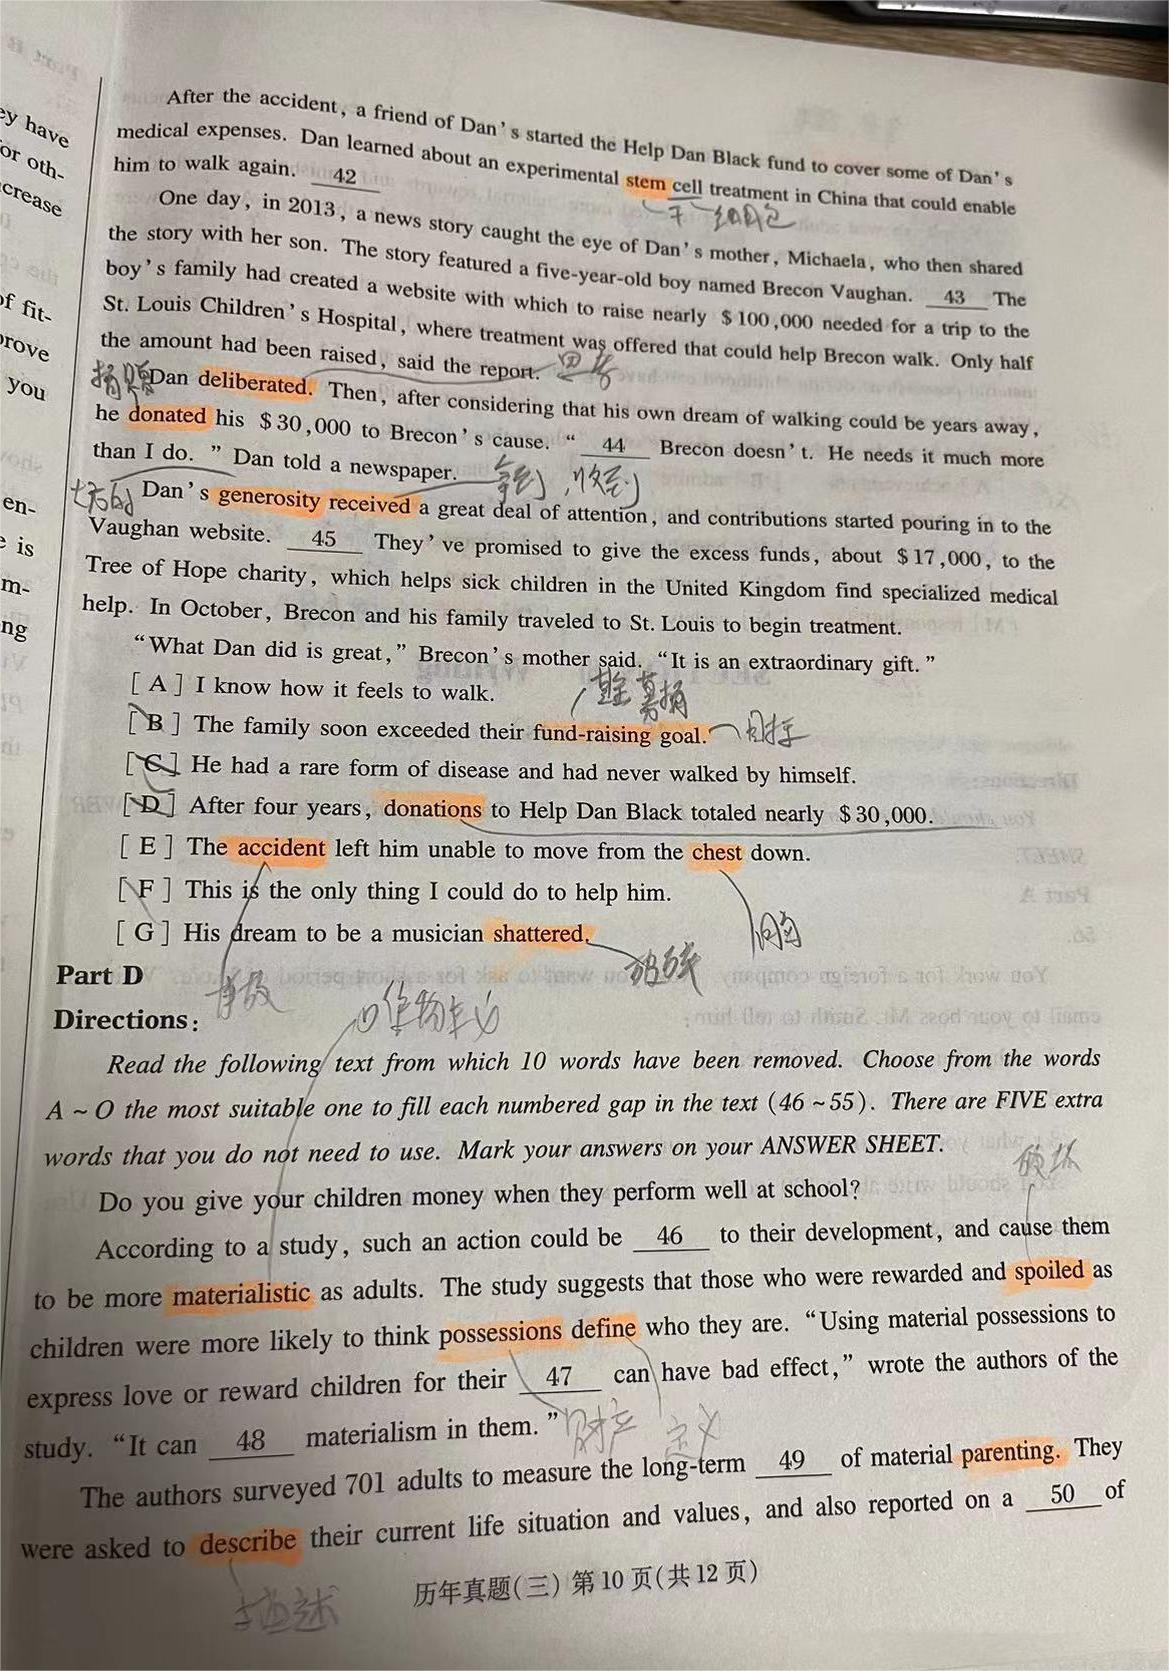 ey have
or oth-
crease
of fit-
prove
you
en-
e is
m-
ng
After the accident, a friend of Dan's started the Help Dan Black fund to cover some of Dan's
medical expenses. Dan learned about an experimental stem cell treatment in China that could enable
him to walk again. 42
干 细胞
One day, in 2013, a news story caught the eye of Dan's mother, Michaela, who then shared
the story with her son. The story featured a five-year-old boy named Brecon Vaughan. 43 The
boy's family had created a website with which to raise nearly $100,000 needed for a trip to the
St. Louis Children's Hospital, where treatment was offered that could help Brecon walk. Only half
the amount had been raised, said the report.
思考
捐赠
Dan deliberated. Then, after considering that his own dream of walking could be years away,
he donated his $30,000 to Brecon's cause. " 44 Brecon doesn't. He needs it much more
than I do. " Dan told a newspaper.
拿到,收到
Dan's generosity received a great deal of attention, and contributions started pouring in to the
Vaughan website. 45 They've promised to give the excess funds, about $17,000, to the
Tree of Hope charity, which helps sick children in the United Kingdom find specialized medical
help. In October, Brecon and his family traveled to St. Louis to begin treatment.
"What Dan did is great," Brecon's mother said. "It is an extraordinary gift. "
[ A ] I know how it feels to walk.
募捐
[ B ] The family soon exceeded their fund-raising goal.
目标
[ C ] He had a rare form of disease and had never walked by himself.
[ D ] After four years, donations to Help Dan Black totaled nearly $30,000.
[ E ] The accident left him unable to move from the chest down.
[ F ] This is the only thing I could do to help him.
胸
[ G ] His dream to be a musician shattered.
破碎
Part D
事故
唯物主义
Directions:
Read the following text from which 10 words have been removed. Choose from the words
A ~ O the most suitable one to fill each numbered gap in the text (46 ~ 55). There are FIVE extra
words that you do not need to use. Mark your answers on your ANSWER SHEET.
破坏
Do you give your children money when they perform well at school?
According to a study, such an action could be 46 to their development, and cause them
to be more materialistic as adults. The study suggests that those who were rewarded and spoiled as
children were more likely to think possessions define who they are. "Using material possessions to
express love or reward children for their 47 can have bad effect," wrote the authors of the
study. "It can 48 materialism in them. "
财产 定义
The authors surveyed 701 adults to measure the long-term 49 of material parenting. They
were asked to describe their current life situation and values, and also reported on a 50 of
描述
历年真题(三) 第10页(共12页)